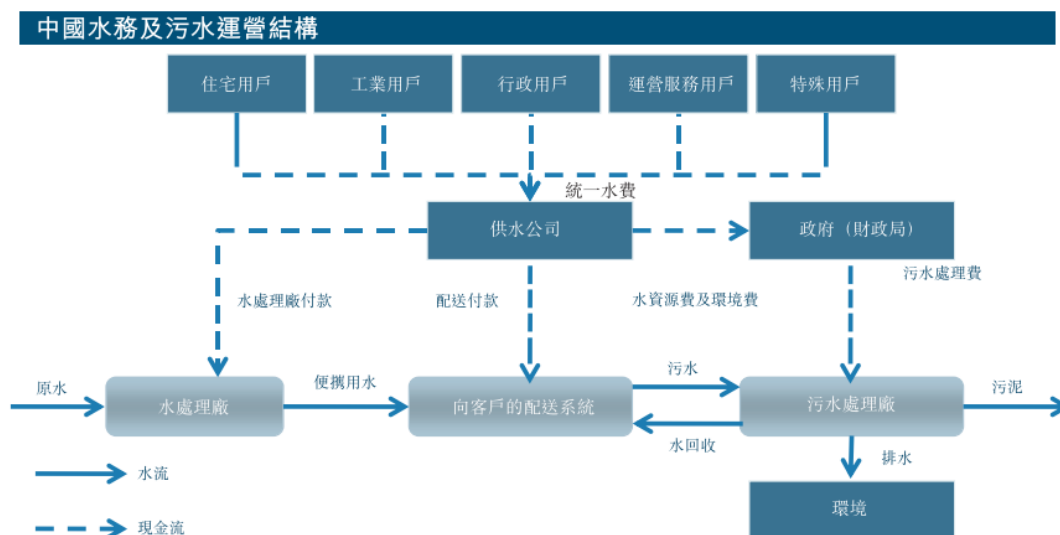 中國水務及污水運營結構
住宅用戶
工業用戶
行政用戶
運營服務用戶
特殊用戶
統一水費
供水公司
政府（財政局）
污水處理費
水處理廠付款
配送付款
水資源費及環境費
原水
水處理廠
便攜用水
向客戶的配送系統
污水
水回收
污水處理廠
污泥
排水
水流
環境
現金流